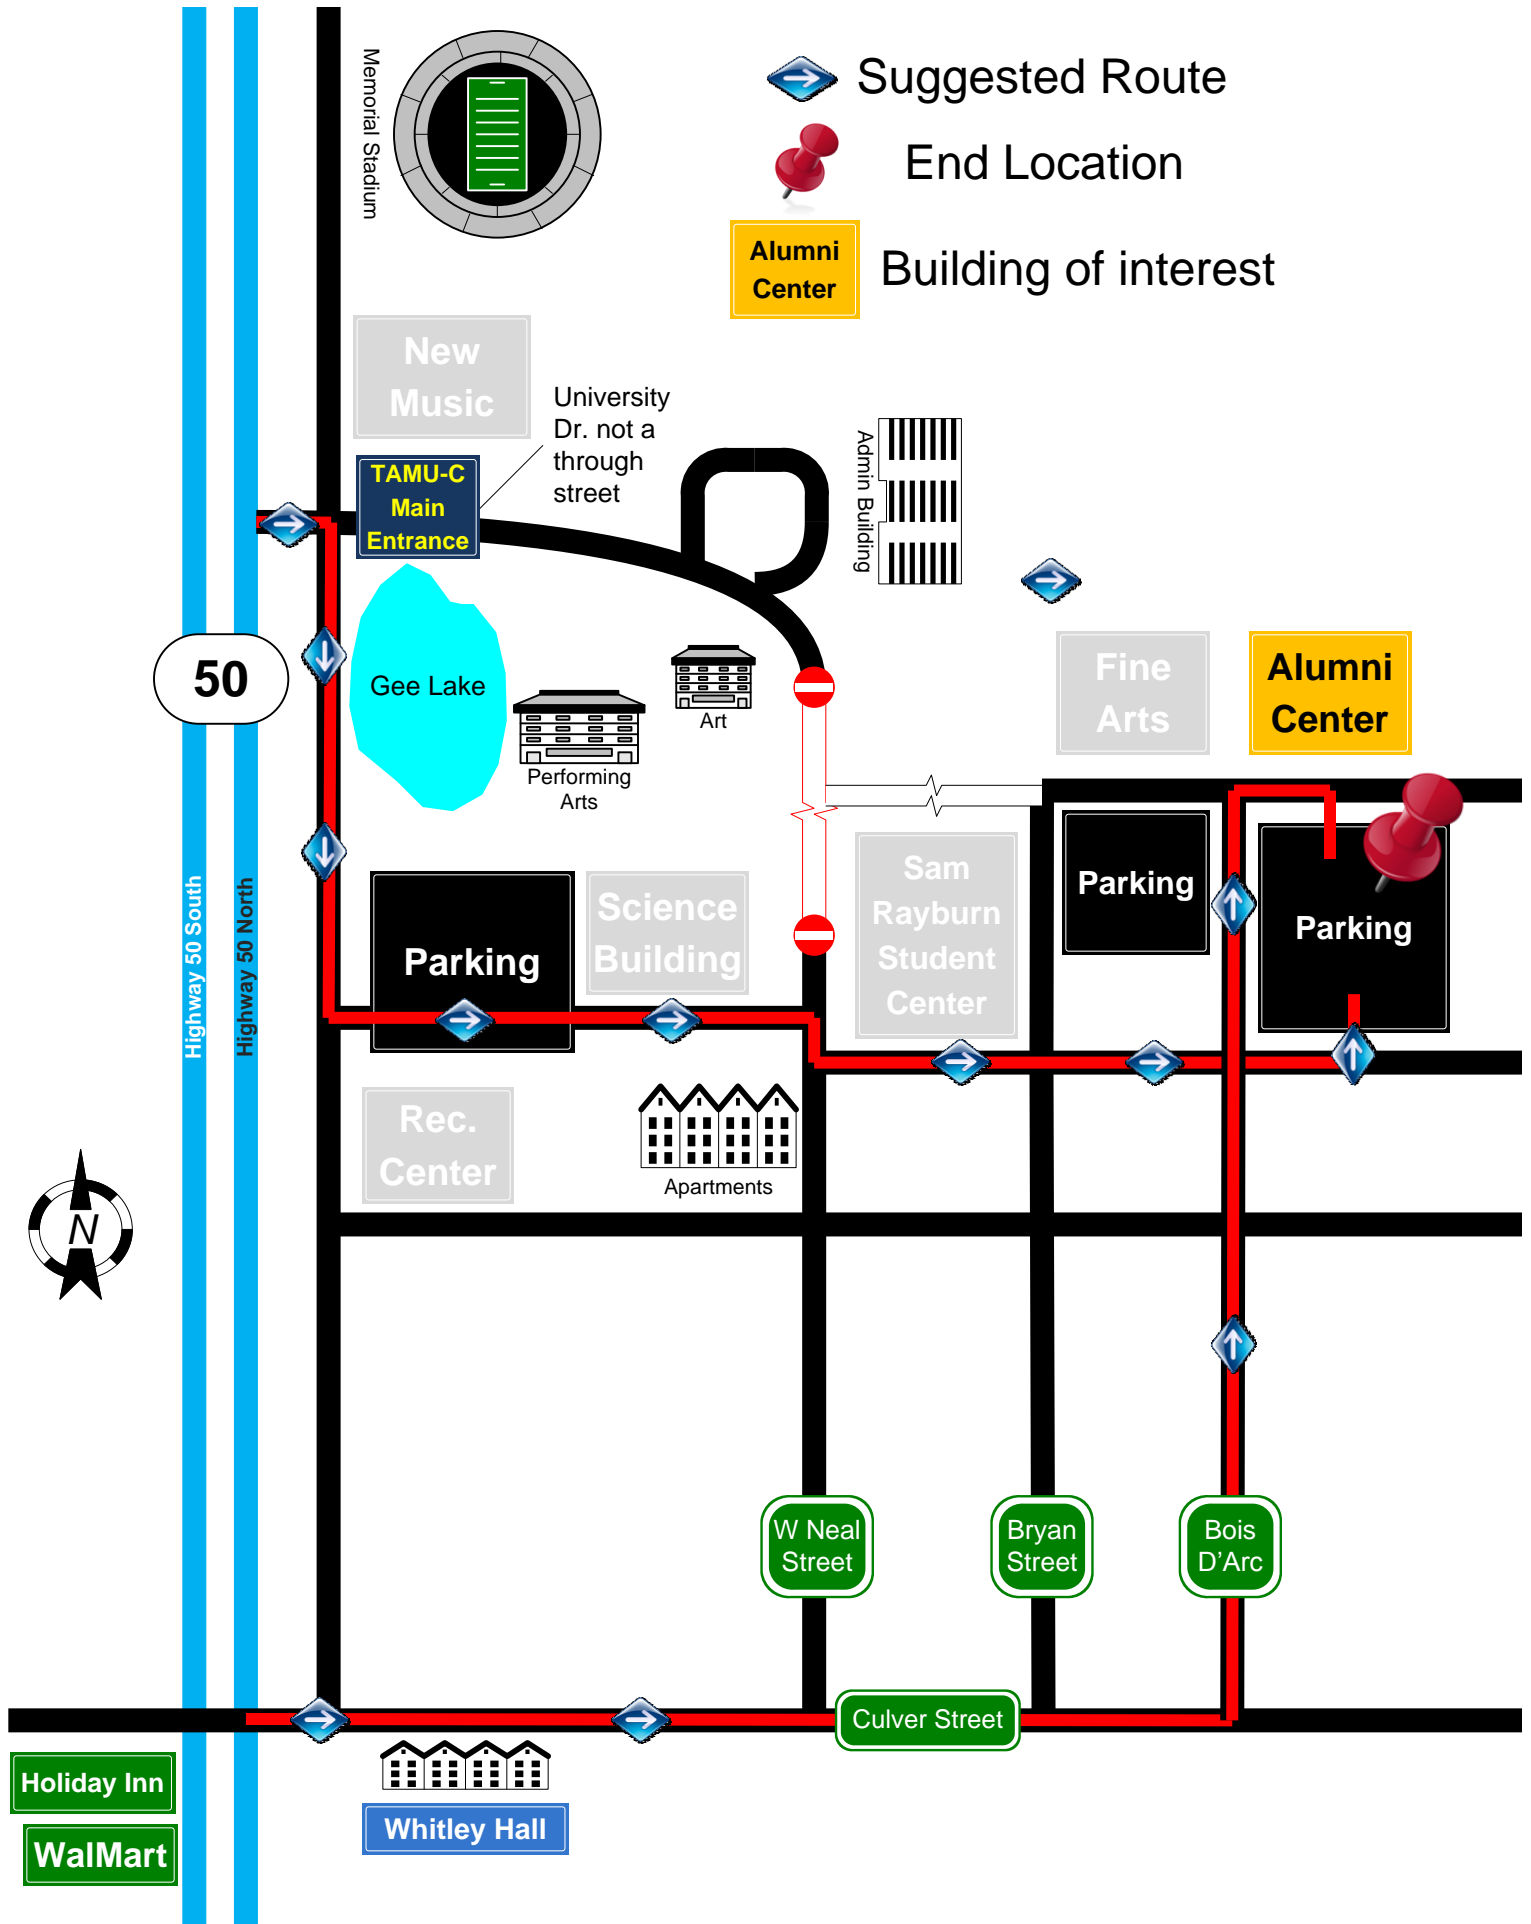 Memorial Stadium
Suggested Route
End Location
Alumni
Center
Building of interest
New
Music
University
Dr. not a
through
street
TAMU-C
Main
Entrance
Admin Building
50
Gee Lake
Art
Performing
Arts
Fine
Arts
Alumni
Center
Highway 50 South
Highway 50 North
Parking
Science
Building
Sam
Rayburn
Student
Center
Parking
Parking
Rec.
Center
Apartments
N
W Neal
Street
Bryan
Street
Bois
D'Arc
Culver Street
Holiday Inn
WalMart
Whitley Hall